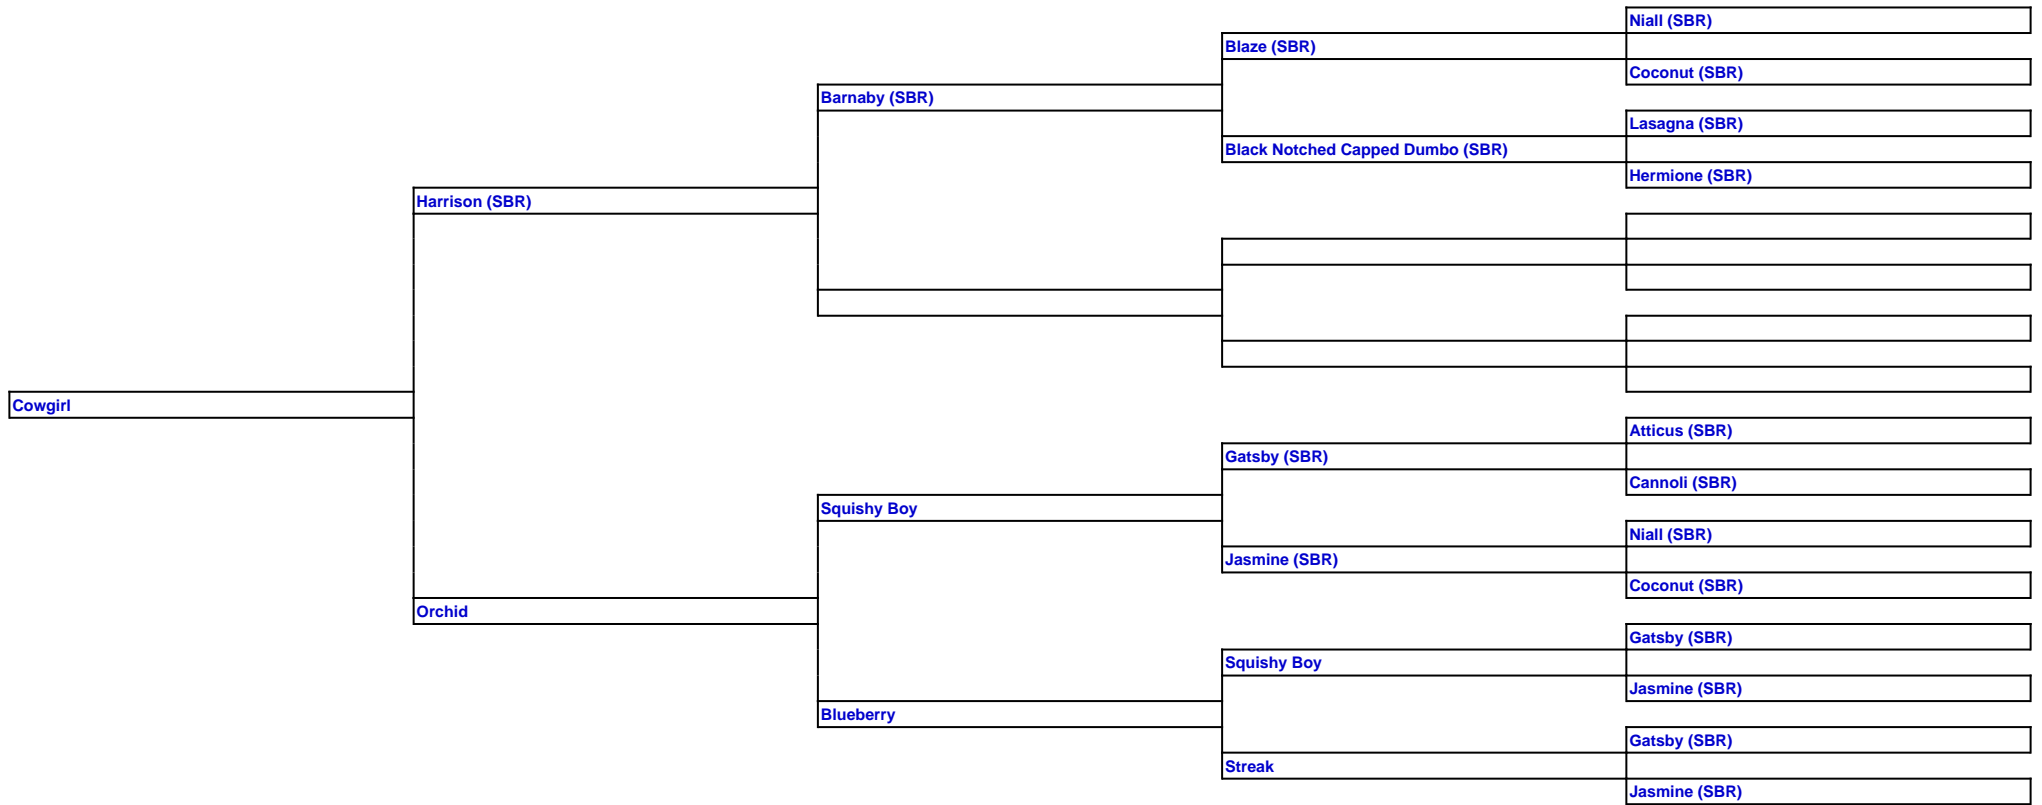 Niall (SBR)
Blaze (SBR)
Coconut (SBR)
Barnaby (SBR)
Lasagna (SBR)
Black Notched Capped Dumbo (SBR)
Hermione (SBR)
Harrison (SBR)
Cowgirl
Atticus (SBR)
Gatsby (SBR)
Cannoli (SBR)
Squishy Boy
Niall (SBR)
Jasmine (SBR)
Coconut (SBR)
Orchid
Gatsby (SBR)
Squishy Boy
Jasmine (SBR)
Blueberry
Gatsby (SBR)
Streak
Jasmine (SBR)